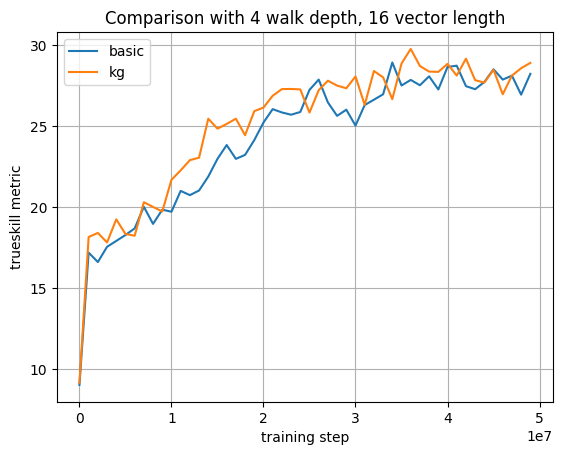 Comparison with 4 walk depth, 16 vector length
basic
kg
trueskill metric
30
25
20
15
10
0 1 2 3 4 5
1e7
training step